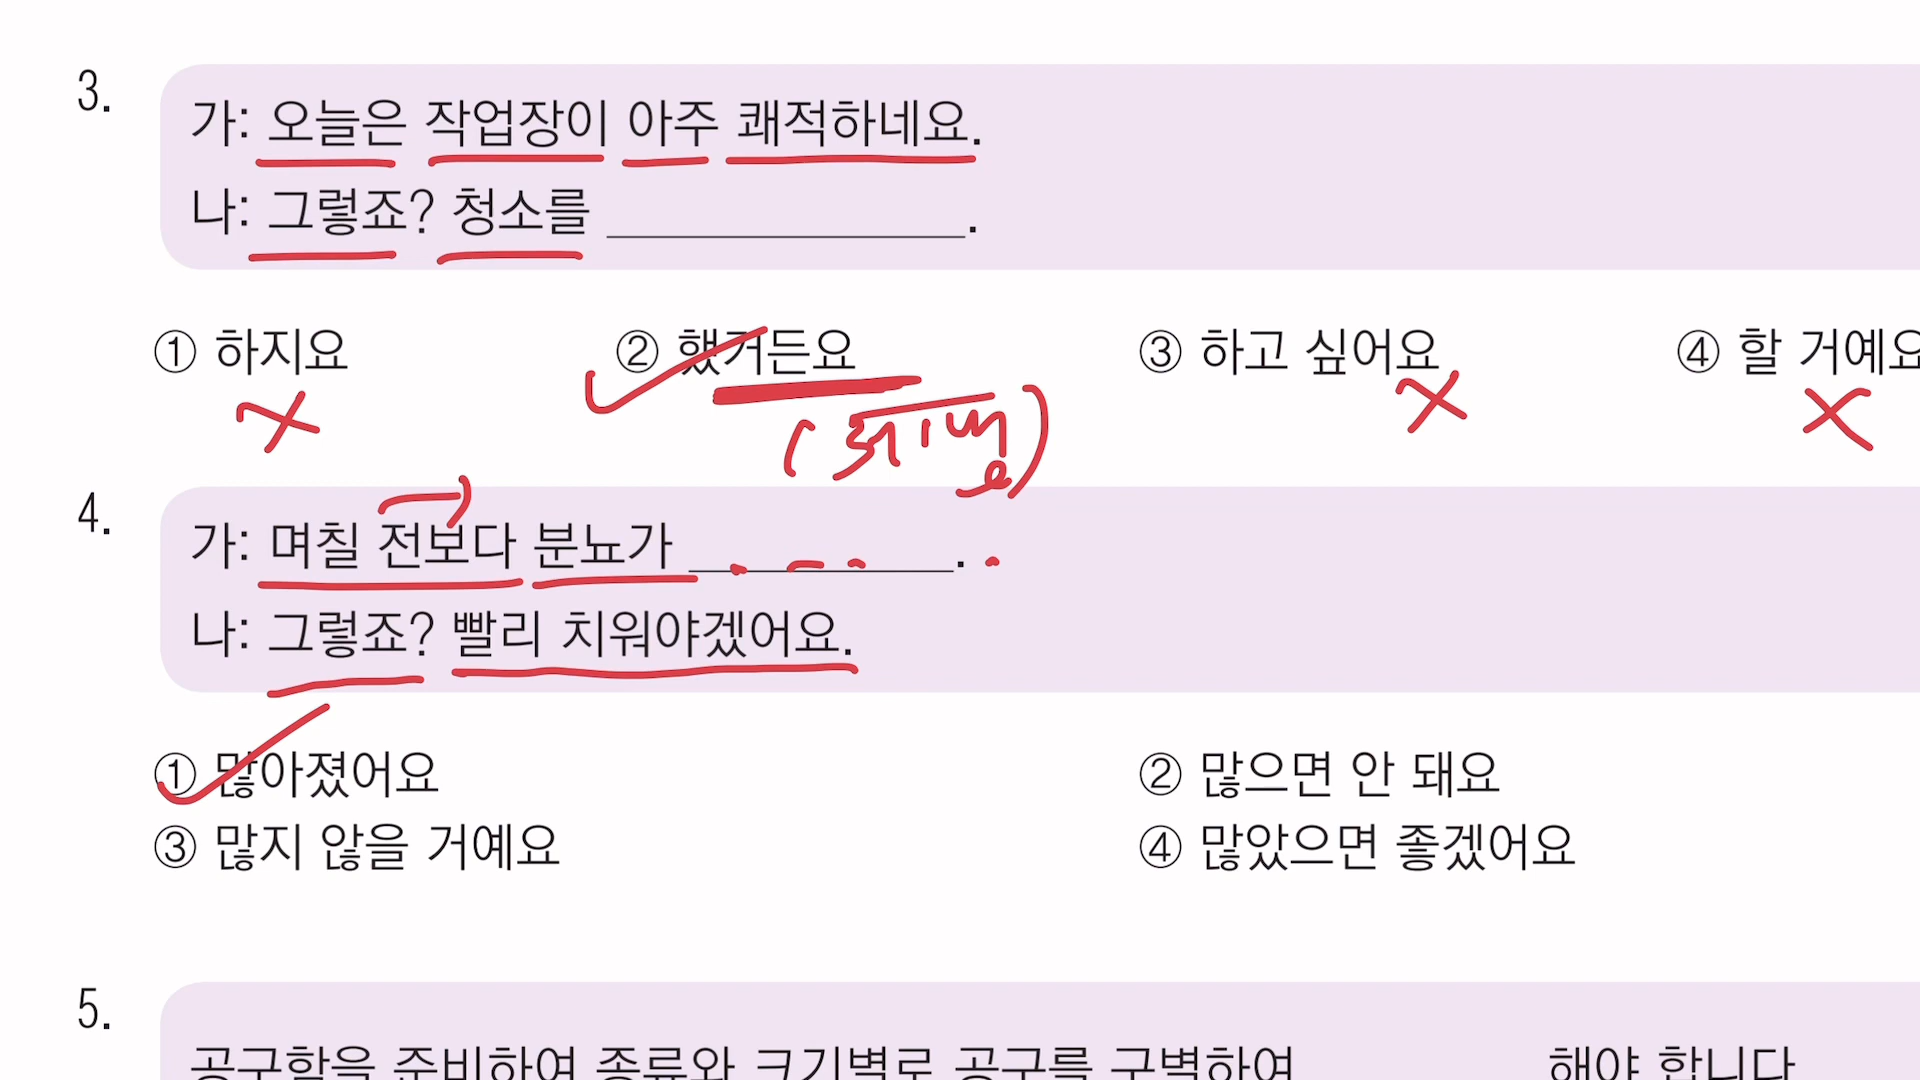 3.
가: 오늘은 작업장이 아주 쾌적하네요.
나: 그렇죠? 청소를 ____________.
① 하지요 ② 했거든요 ③ 하고 싶어요 ④ 할 거예요
4.
가: 며칠 전보다 분뇨가 _________.
나: 그렇죠? 빨리 치워야겠어요.
① 많아졌어요 ② 많으면 안 돼요
③ 많지 않을 거예요 ④ 많았으면 좋겠어요
5.
공구함을 준비하여 종류와 크기별로 공구를 구별하여 해야 합니다